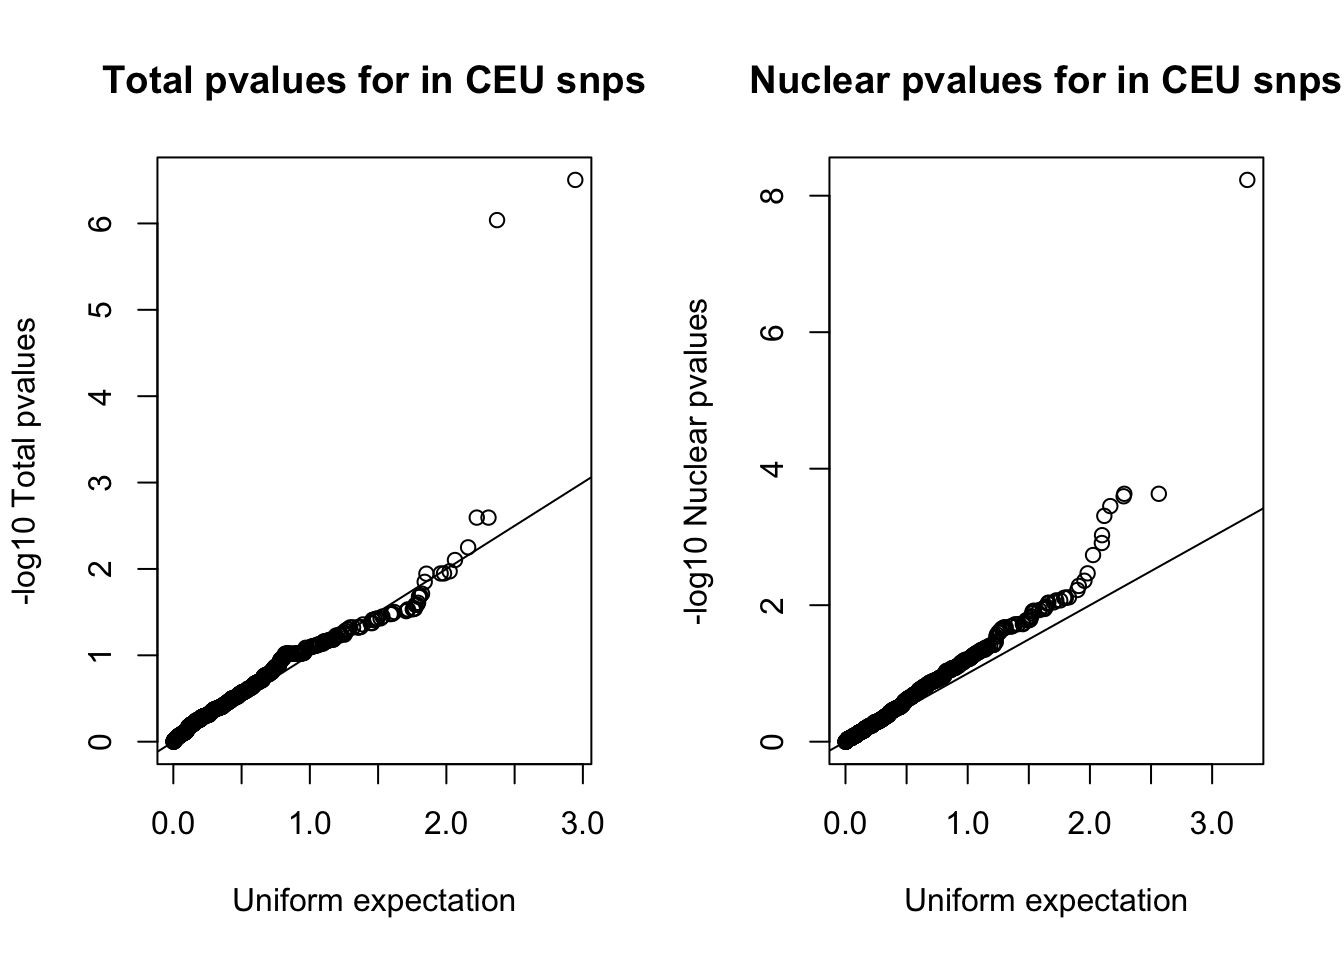 Total pvalues for in CEU snps
-log10 Total pvalues
6
5
4
3
2
1
0
0.0 1.0 2.0 3.0
Uniform expectation
Nuclear pvalues for in CEU snps
-log10 Nuclear pvalues
8
6
4
2
0
0.0 1.0 2.0 3.0
Uniform expectation